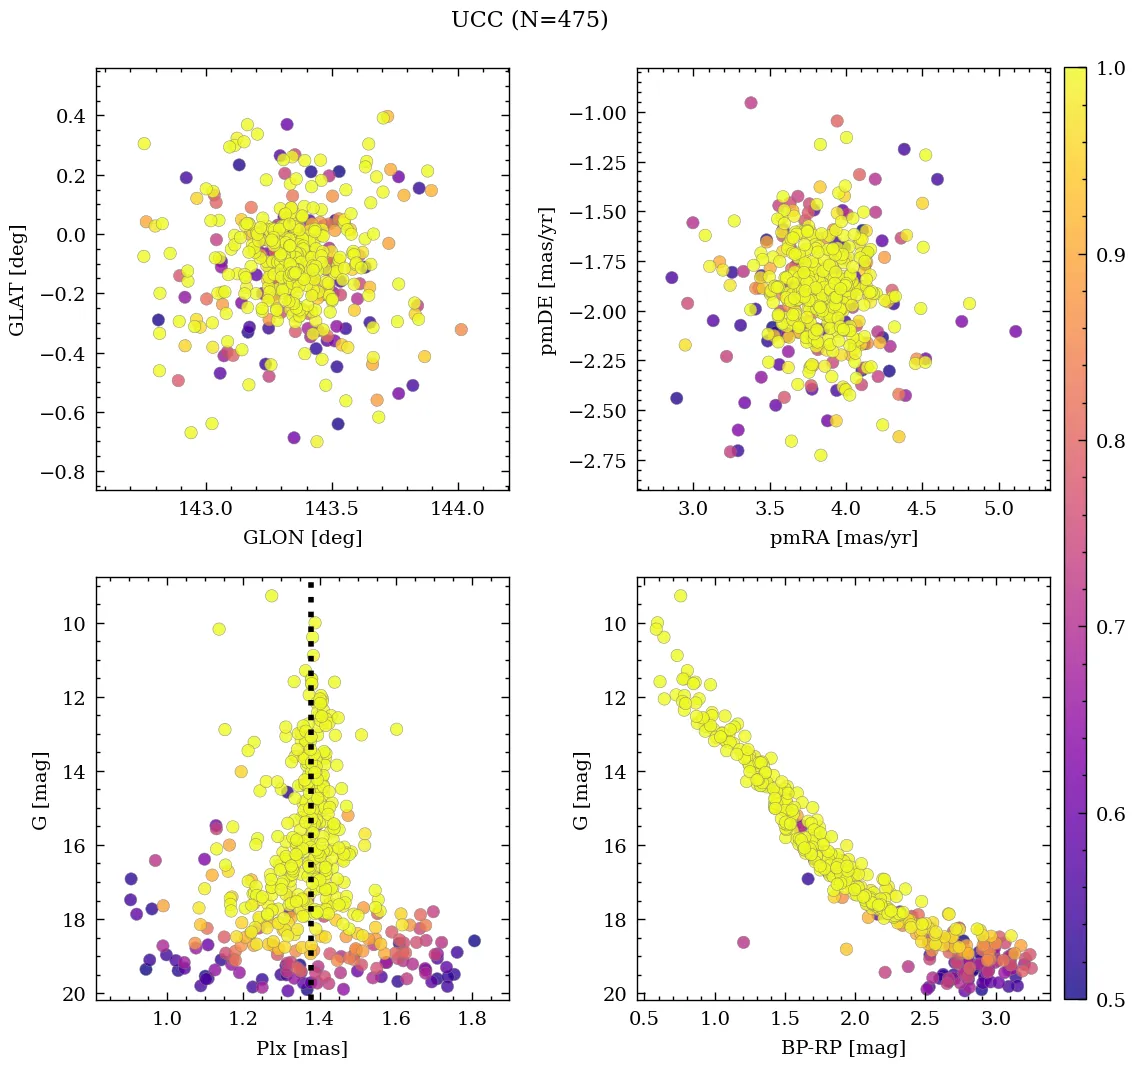 UCC (N=475)
0.4
0.2
0.0
−0.2
−0.4
−0.6
−0.8
GLAT [deg]
143.0 143.5 144.0
GLON [deg]
−1.00
−1.25
−1.50
−1.75
−2.00
−2.25
−2.50
−2.75
pmDE [mas/yr]
3.0 3.5 4.0 4.5 5.0
pmRA [mas/yr]
10
12
14
16
18
20
G [mag]
1.0 1.2 1.4 1.6 1.8
Plx [mas]
10
12
14
16
18
20
G [mag]
0.5 1.0 1.5 2.0 2.5 3.0
BP-RP [mag]
1.0
0.9
0.8
0.7
0.6
0.5